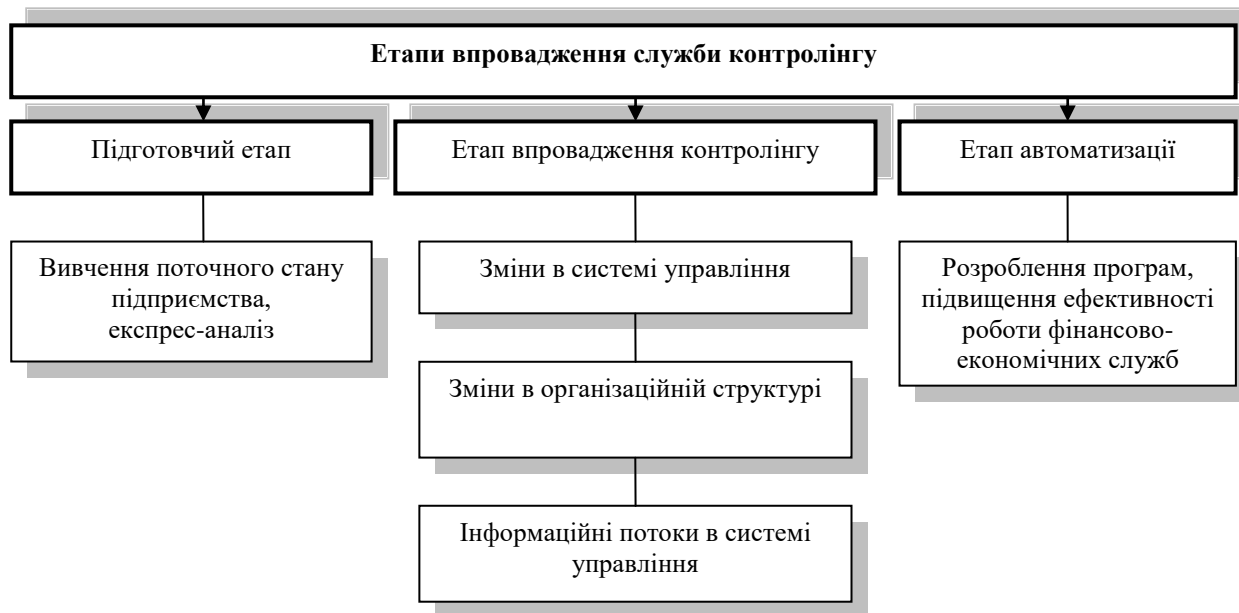 Етапи впровадження служби контролінгу
Підготовчий етап
Етап впровадження контролінгу
Етап автоматизації
Вивчення поточного стану
підприємства,
експрес-аналіз
Зміни в системі управління
Зміни в організаційній структурі
Інформаційні потоки в системі
управління
Розроблення програм,
підвищення ефективності
роботи фінансово-
економічних служб